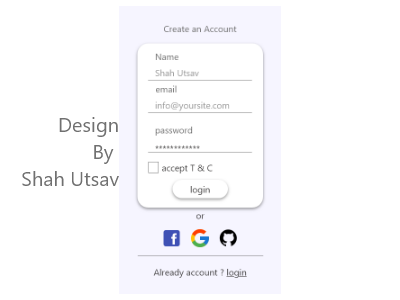 Create an Account
Name
Shah Utsav
email
info@yoursite.com
password
************
accept T & C
login
or
Already account ? login
Design
By
Shah Utsav